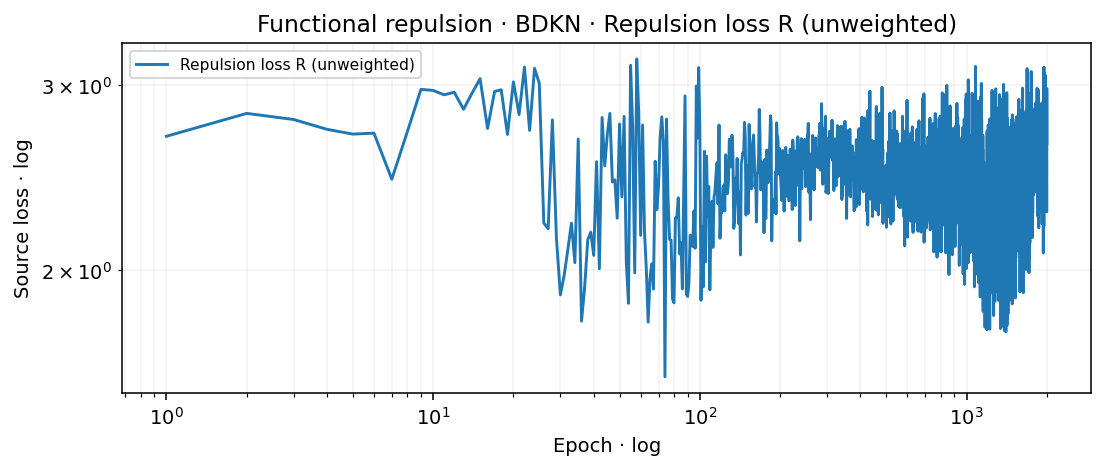 Functional repulsion · BDKN · Repulsion loss R (unweighted)
Repulsion loss R (unweighted)
3 × 10⁰
2 × 10⁰
Source loss · log
10⁰ 10¹ 10² 10³
Epoch · log